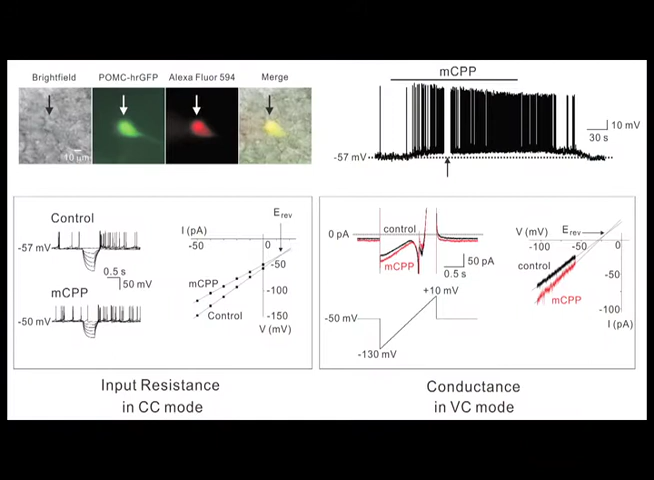 Brightfield POMC-hrGFP Alexa Fluor 594 Merge
10 µm
mCPP
10 mV
30 s
-57 mV
Control
-57 mV
0.5 s
50 mV
mCPP
-50 mV
I (pA)
-50
0
Erev
-50
-100
-150
mCPP
Control
V (mV)
Input Resistance
in CC mode
0 pA
control
mCPP
50 pA
0.5 s
+10 mV
-50 mV
-130 mV
V (mV)
Erev
-100
-50
0
control
-50
mCPP
-100
I (pA)
Conductance
in VC mode